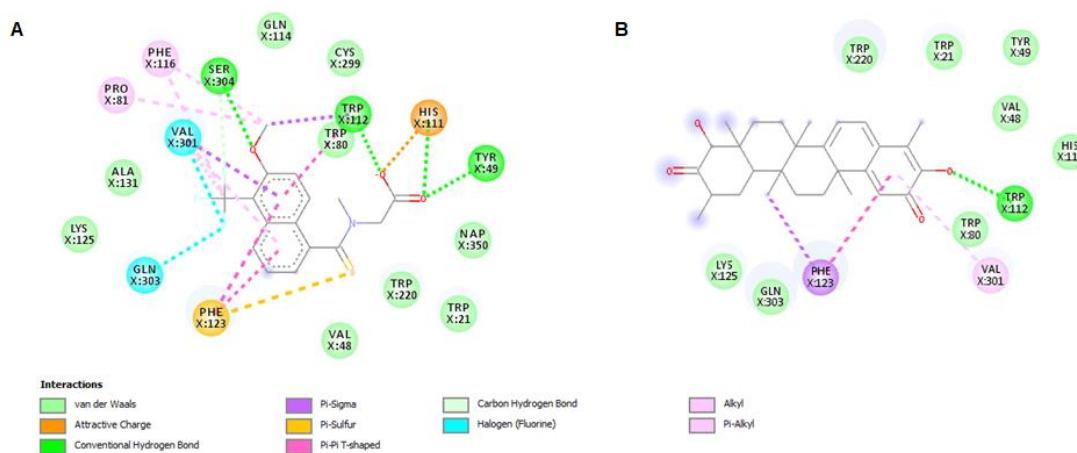 A
GLN
X:114
PHE
X:116
SER
X:304
CYS
X:299
PRO
X:81
TRP
X:112
HIS
X:111
VAL
X:301
TRP
X:80
TYR
X:49
ALA
X:131
LYS
X:125
NAP
X:350
GLN
X:303
TRP
X:220
TRP
X:21
PHE
X:123
VAL
X:48
B
TRP
X:220
TRP
X:21
TYR
X:49
VAL
X:48
HIS
TRP
X:112
TRP
X:80
LYS
X:125
GLN
X:303
PHE
X:123
VAL
X:301
Interactions
van der Waals
Attractive Charge
Conventional Hydrogen Bond
Pi-Sigma
Pi-Sulfur
Pi-Pi T-shaped
Carbon Hydrogen Bond
Halogen (Fluorine)
Alkyl
Pi-Alkyl